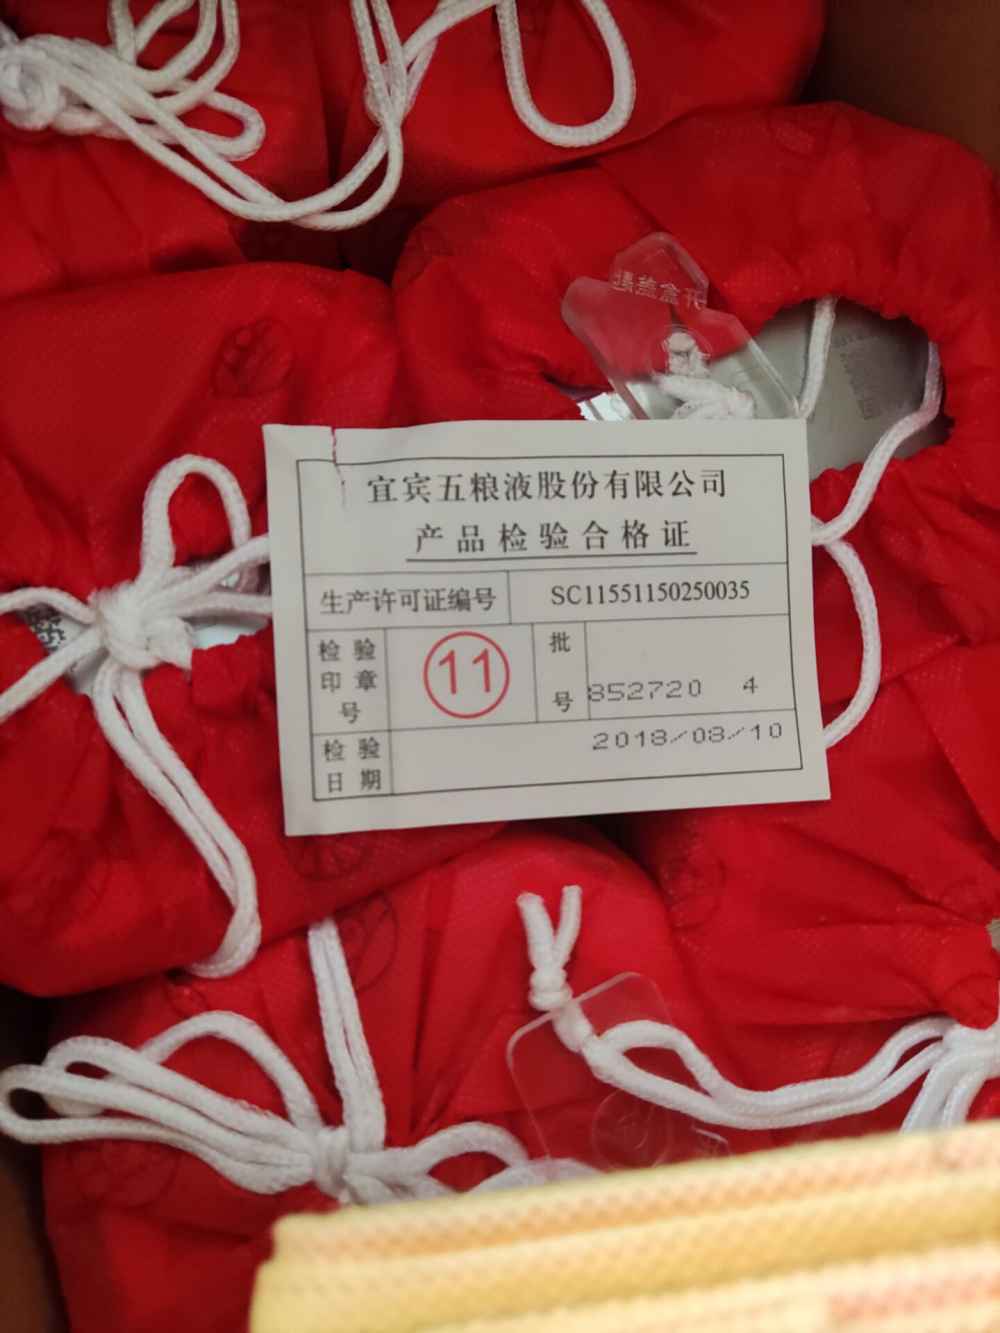 宜宾五粮液股份有限公司
产品检验合格证
生产许可证编号 SC11551150250035
检验印章号 11 批号 852720 4
检验日期 2018/08/10